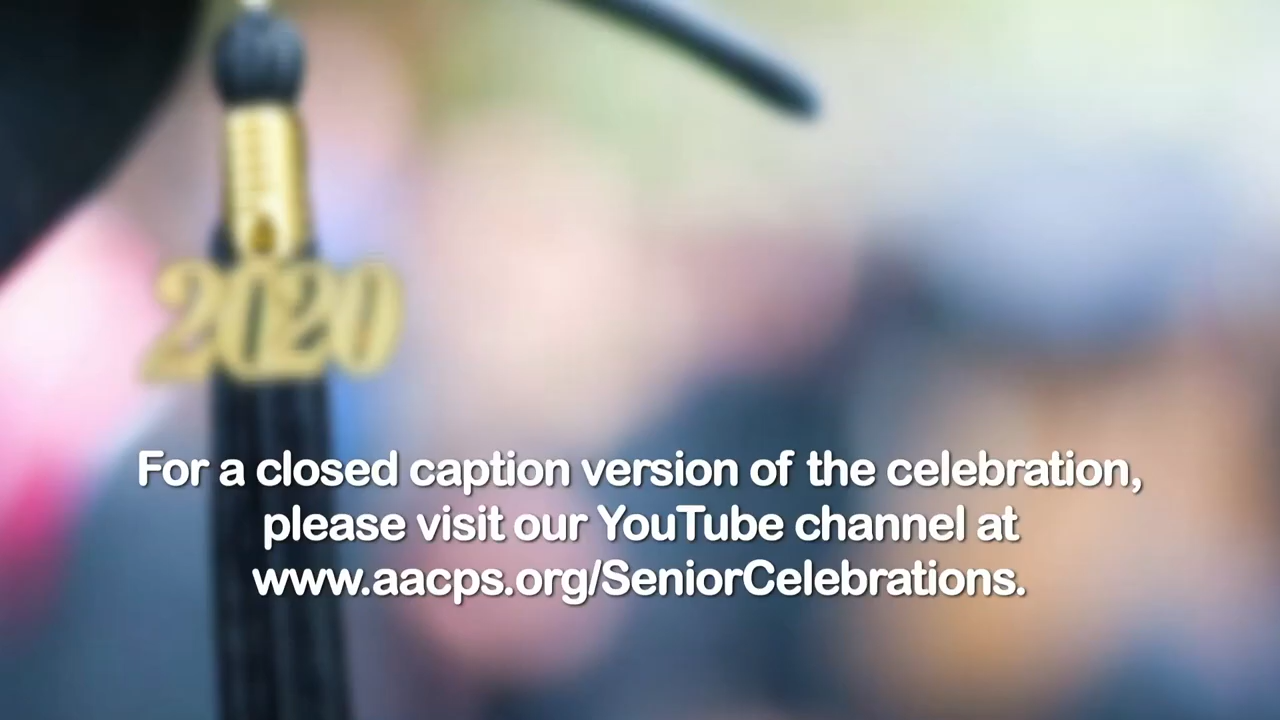 2020
For a closed caption version of the celebration,
please visit our YouTube channel at
www.aacps.org/SeniorCelebrations.